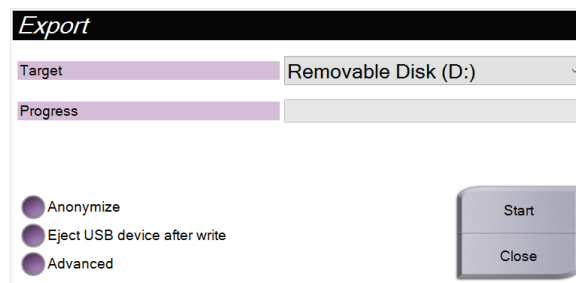 Export
Target
Removable Disk (D:)
Progress
Anonymize
Eject USB device after write
Advanced
Start
Close